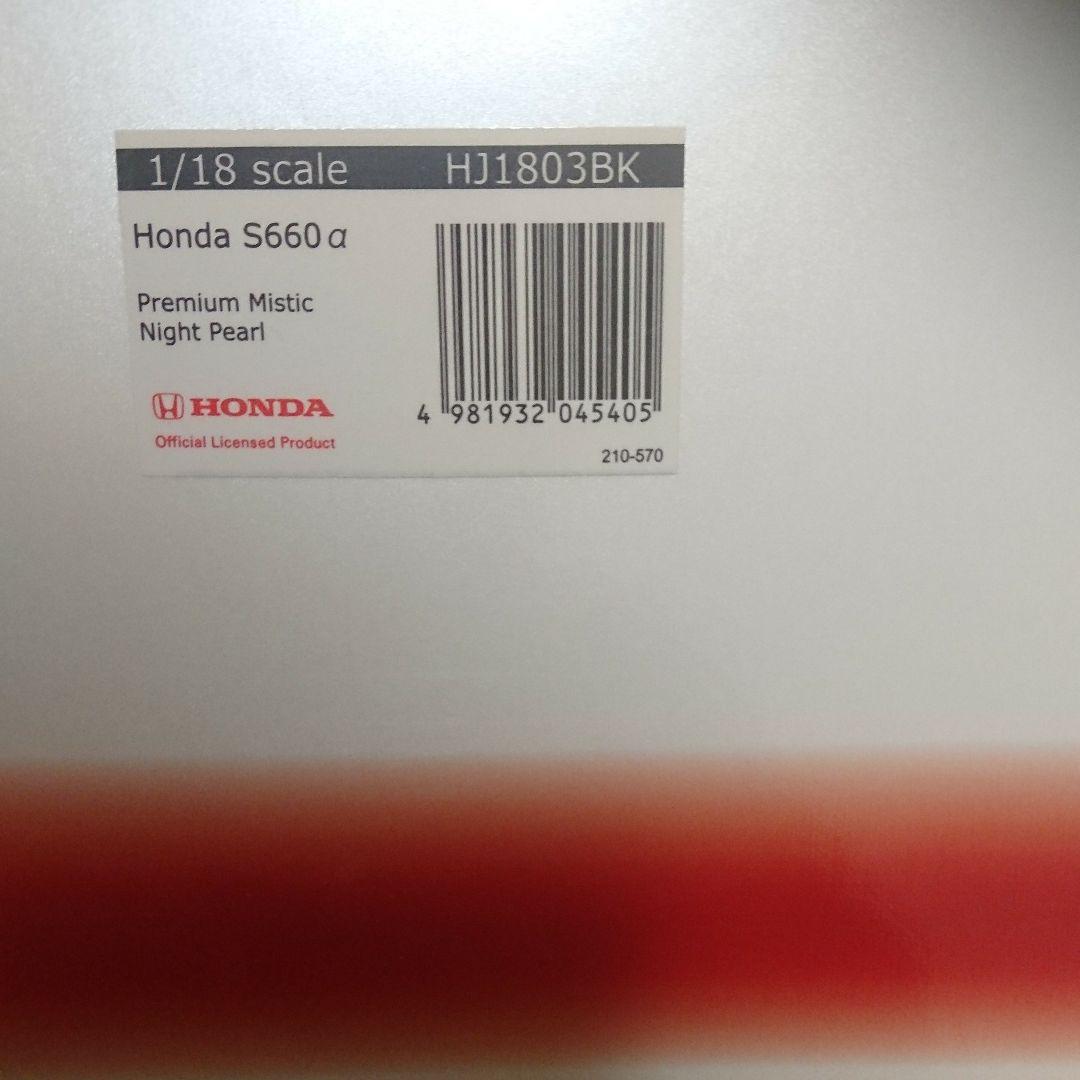 1/18 scale HJ1803BK
Honda S660α
Premium Mistic
Night Pearl
HONDA
Official Licensed Product
4 981932 045405
210-570